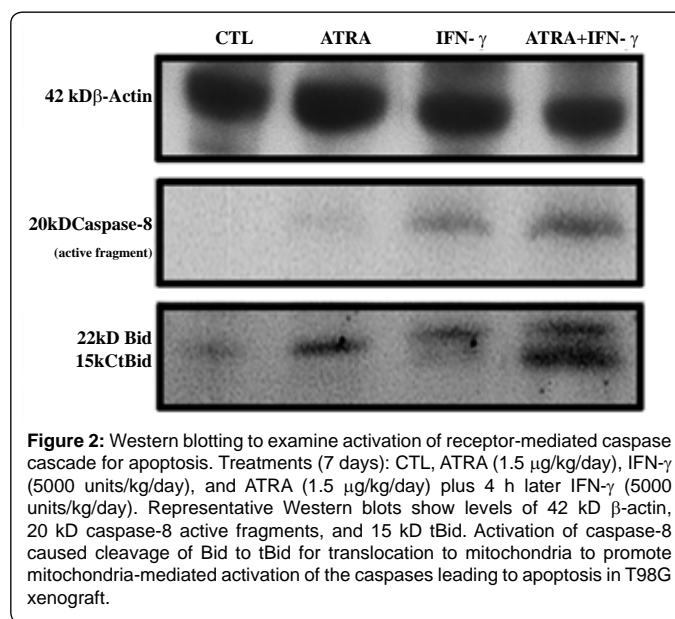 CTL ATRA IFN- γ ATRA+IFN- γ
42 kDβ-Actin
20kDCaspase-8
(active fragment)
22kD Bid
15kCtBid
Figure 2: Western blotting to examine activation of receptor-mediated caspase
cascade for apoptosis. Treatments (7 days): CTL, ATRA (1.5 μg/kg/day), IFN-γ
(5000 units/kg/day), and ATRA (1.5 μg/kg/day) plus 4 h later IFN-γ (5000
units/kg/day). Representative Western blots show levels of 42 kD β-actin,
20 kD caspase-8 active fragments, and 15 kD tBid. Activation of caspase-8
caused cleavage of Bid to tBid for translocation to mitochondria to promote
mitochondria-mediated activation of the caspases leading to apoptosis in T98G
xenograft.